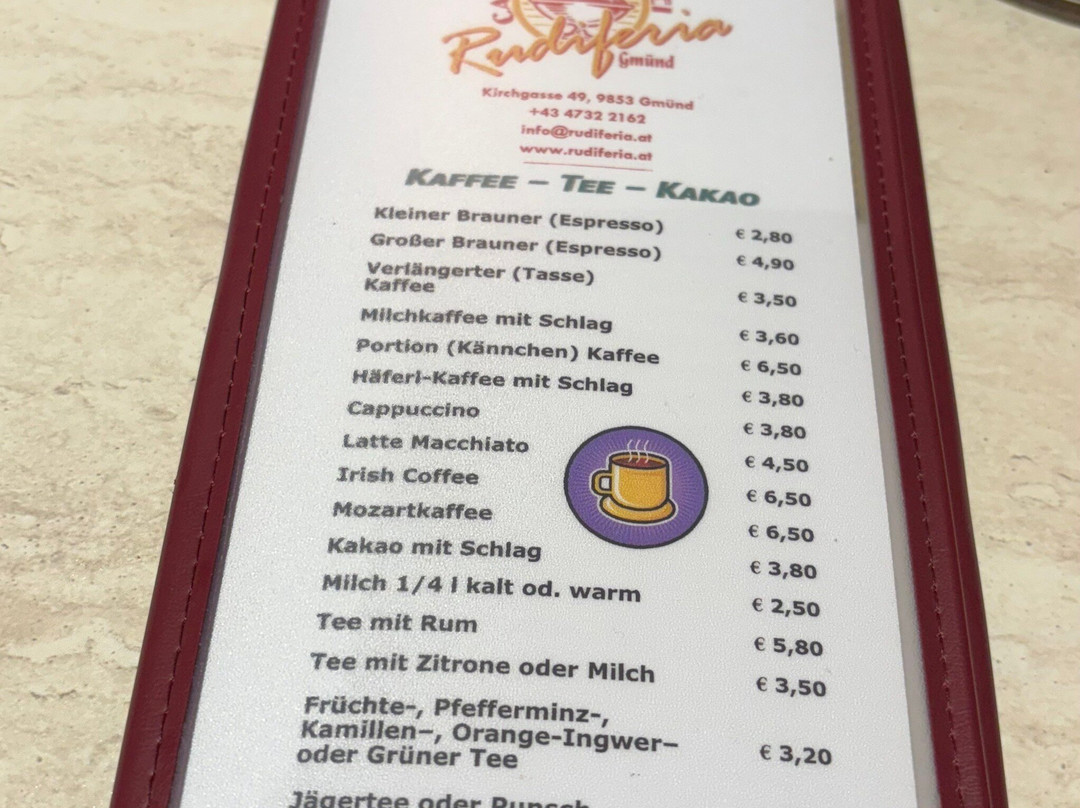 Rudiferia
Gmünd
Kirchgasse 49, 9853 Gmünd
+43 4732 2162
info@rudiferia.at
www.rudiferia.at
KAFFEE – TEE – KAKAO
Kleiner Brauner (Espresso) € 2,80
Großer Brauner (Espresso) € 4,90
Verlängerter (Tasse)
Kaffee € 3,50
Milchkaffee mit Schlag € 3,60
Portion (Kännchen) Kaffee € 6,50
Häferl-Kaffee mit Schlag € 3,80
Cappuccino € 3,80
Latte Macchiato € 4,50
Irish Coffee € 6,50
Mozartkaffee € 6,50
Kakao mit Schlag € 3,80
Milch 1/4 l kalt od. warm € 2,50
Tee mit Rum € 5,80
Tee mit Zitrone oder Milch € 3,50
Früchte-, Pfefferminz-,
Kamillen–, Orange-Ingwer–
oder Grüner Tee € 3,20
Jägertee oder Punsch